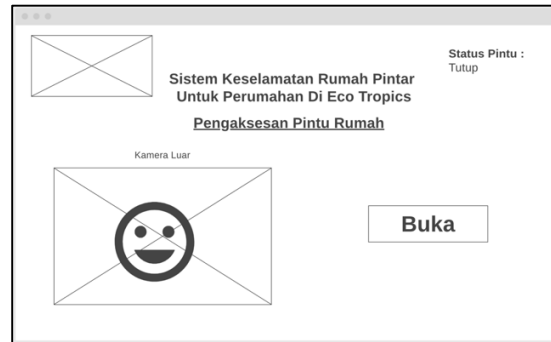 Status Pintu :
Tutup
Sistem Keselamatan Rumah Pintar
Untuk Perumahan Di Eco Tropics
Pengaksesan Pintu Rumah
Kamera Luar
Buka